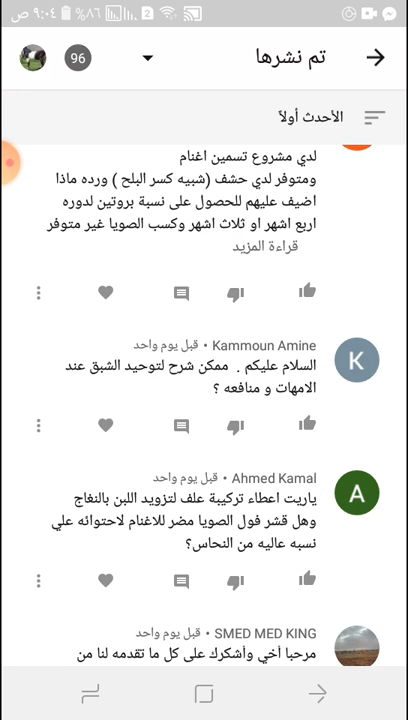 ٨٦% ٩:٠٤ ص
تم نشرها
96
الأحدث أولاً
لدي مشروع تسمين اغنام
ومتوفر لدي حشف (شبيه كسر البلح ) ورده ماذا
اضيف عليهم للحصول على نسبة بروتين لدوره
اربع اشهر او ثلاث اشهر وكسب الصويا غير متوفر
قراءة المزيد
Kammoun Amine • قبل يوم واحد
K
السلام عليكم . ممكن شرح لتوحيد الشبق عند
الامهات و منافعه ؟
Ahmed Kamal • قبل يوم واحد
A
ياريت اعطاء تركيبة علف لتزويد اللبن بالنغاج
وهل قشر فول الصويا مضر للاغنام لاحتوائه علي
نسبه عاليه من النحاس؟
SMED MED KING • قبل يوم واحد
مرحبا أخي وأشكرك على كل ما تقدمه لنا من